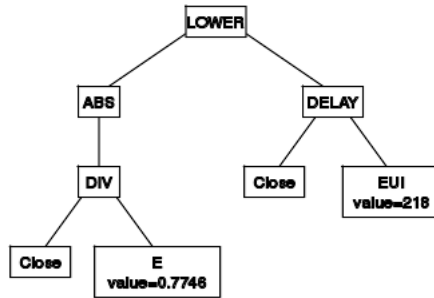 LOWER
ABS
DELAY
DIV
Close
EUI
value=218
Close
E
value=0.7746